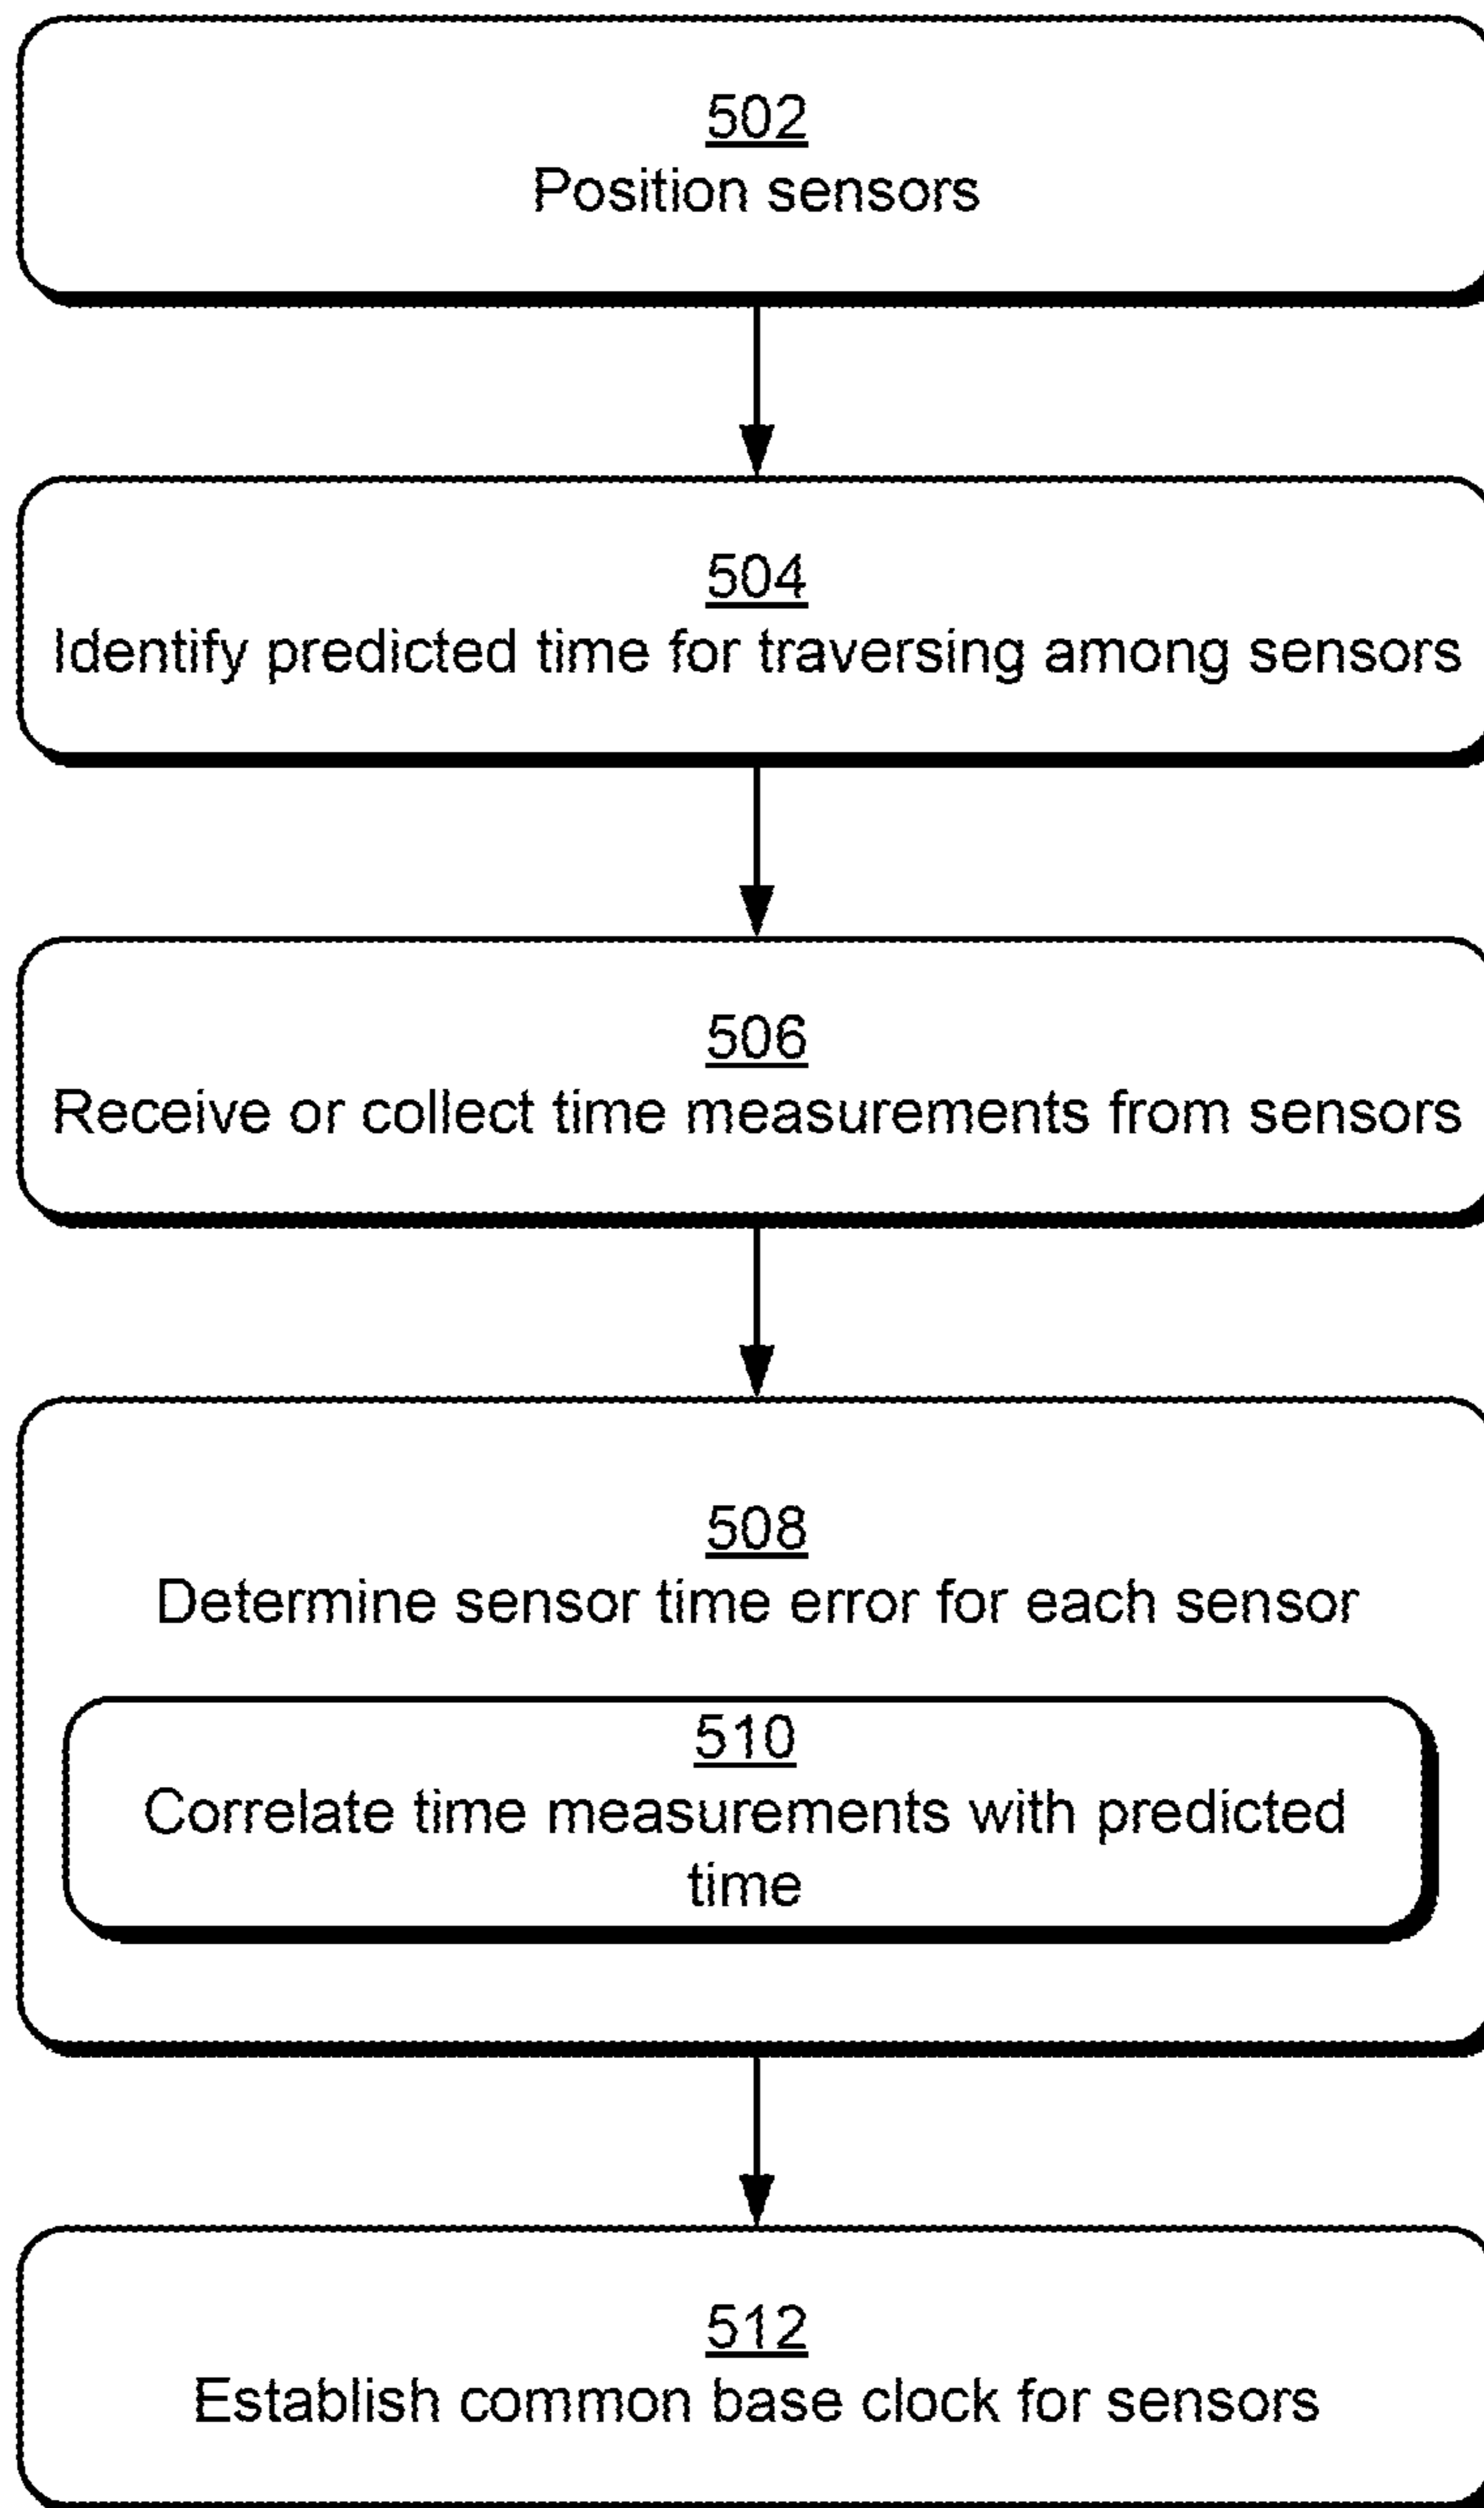 502
Position sensors
504
Identify predicted time for traversing among sensors
506
Receive or collect time measurements from sensors
508
Determine sensor time error for each sensor
510
Correlate time measurements with predicted
time
512
Establish common base clock for sensors